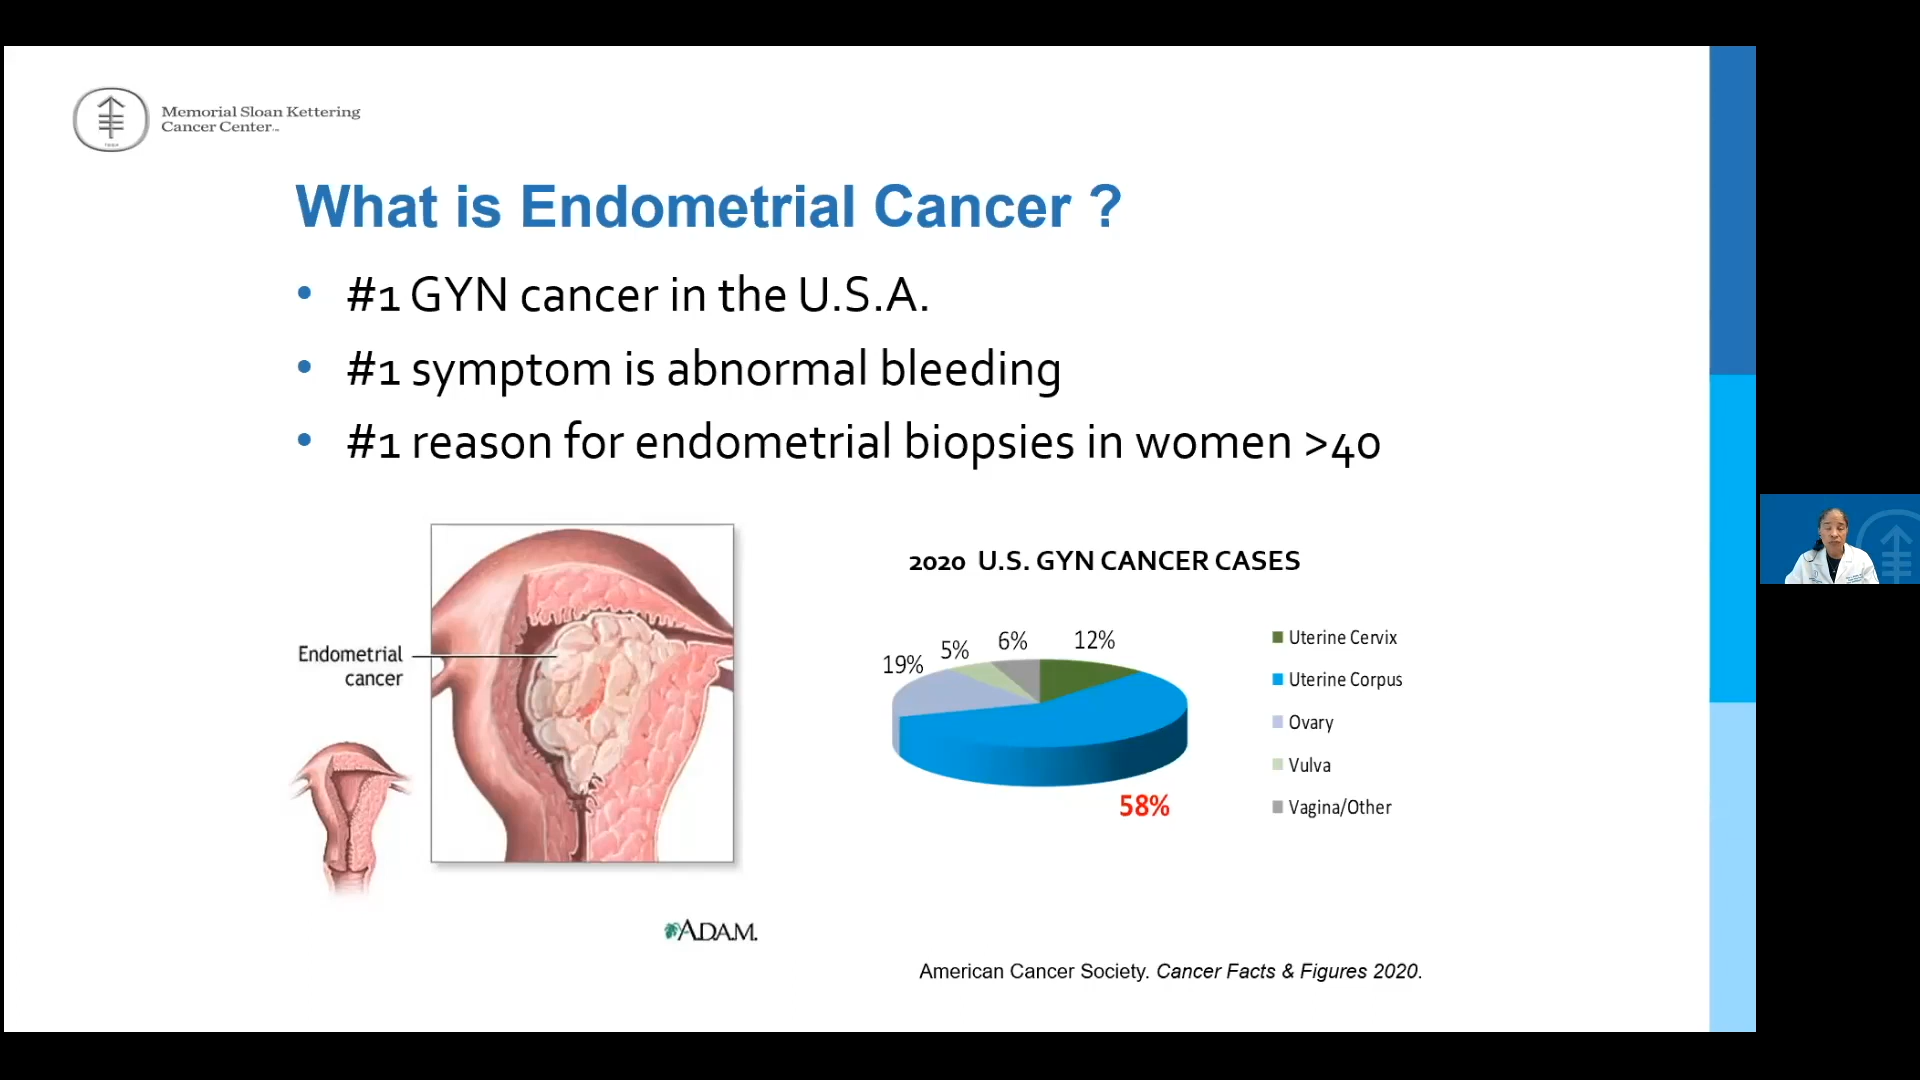 Memorial Sloan Kettering
Cancer Center
What is Endometrial Cancer ?
• #1 GYN cancer in the U.S.A.
• #1 symptom is abnormal bleeding
• #1 reason for endometrial biopsies in women >40
Endometrial
cancer
A.D.A.M.
2020 U.S. GYN CANCER CASES
19%
5%
6%
12%
58%
Uterine Cervix
Uterine Corpus
Ovary
Vulva
Vagina/Other
American Cancer Society. Cancer Facts & Figures 2020.